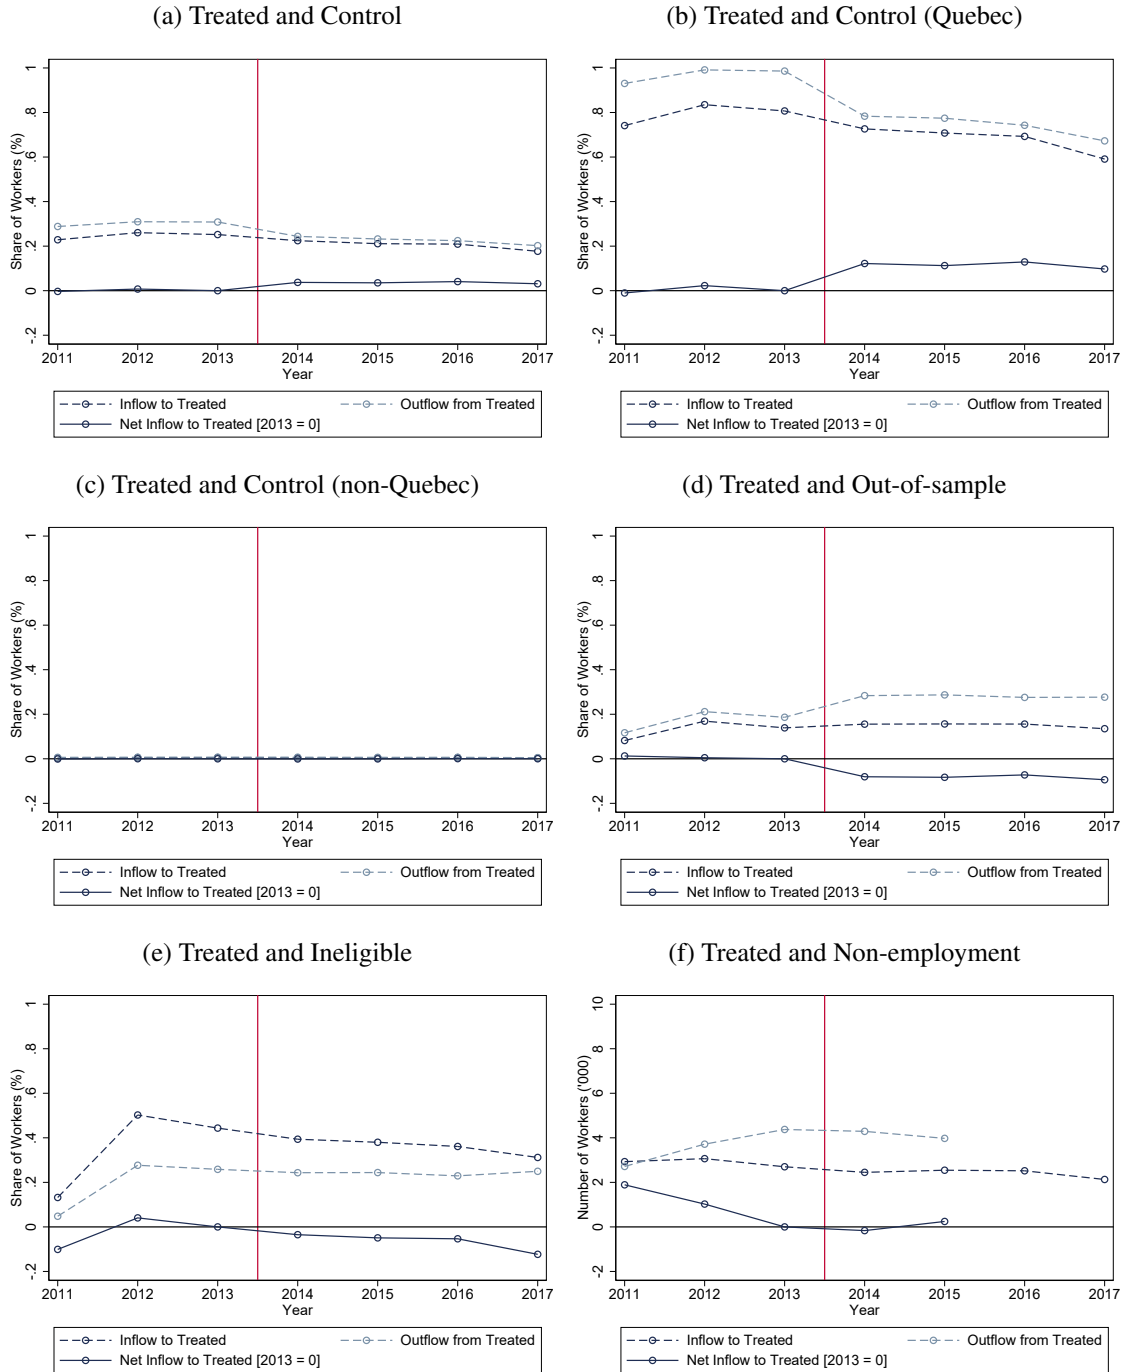 (a) Treated and Control
Share of Workers (%)
1
.8
.6
.4
.2
0
-.2
2011 2012 2013 2014 2015 2016 2017
Year
Inflow to Treated
Outflow from Treated
Net Inflow to Treated [2013 = 0]
(b) Treated and Control (Quebec)
Share of Workers (%)
1
.8
.6
.4
.2
0
-.2
2011 2012 2013 2014 2015 2016 2017
Year
Inflow to Treated
Outflow from Treated
Net Inflow to Treated [2013 = 0]
(c) Treated and Control (non-Quebec)
Share of Workers (%)
1
.8
.6
.4
.2
0
-.2
2011 2012 2013 2014 2015 2016 2017
Year
Inflow to Treated
Outflow from Treated
Net Inflow to Treated [2013 = 0]
(d) Treated and Out-of-sample
Share of Workers (%)
1
.8
.6
.4
.2
0
-.2
2011 2012 2013 2014 2015 2016 2017
Year
Inflow to Treated
Outflow from Treated
Net Inflow to Treated [2013 = 0]
(e) Treated and Ineligible
Share of Workers (%)
1
.8
.6
.4
.2
0
-.2
2011 2012 2013 2014 2015 2016 2017
Year
Inflow to Treated
Outflow from Treated
Net Inflow to Treated [2013 = 0]
(f) Treated and Non-employment
Number of Workers ('000)
10
8
6
4
2
0
-2
2011 2012 2013 2014 2015 2016 2017
Year
Inflow to Treated
Outflow from Treated
Net Inflow to Treated [2013 = 0]